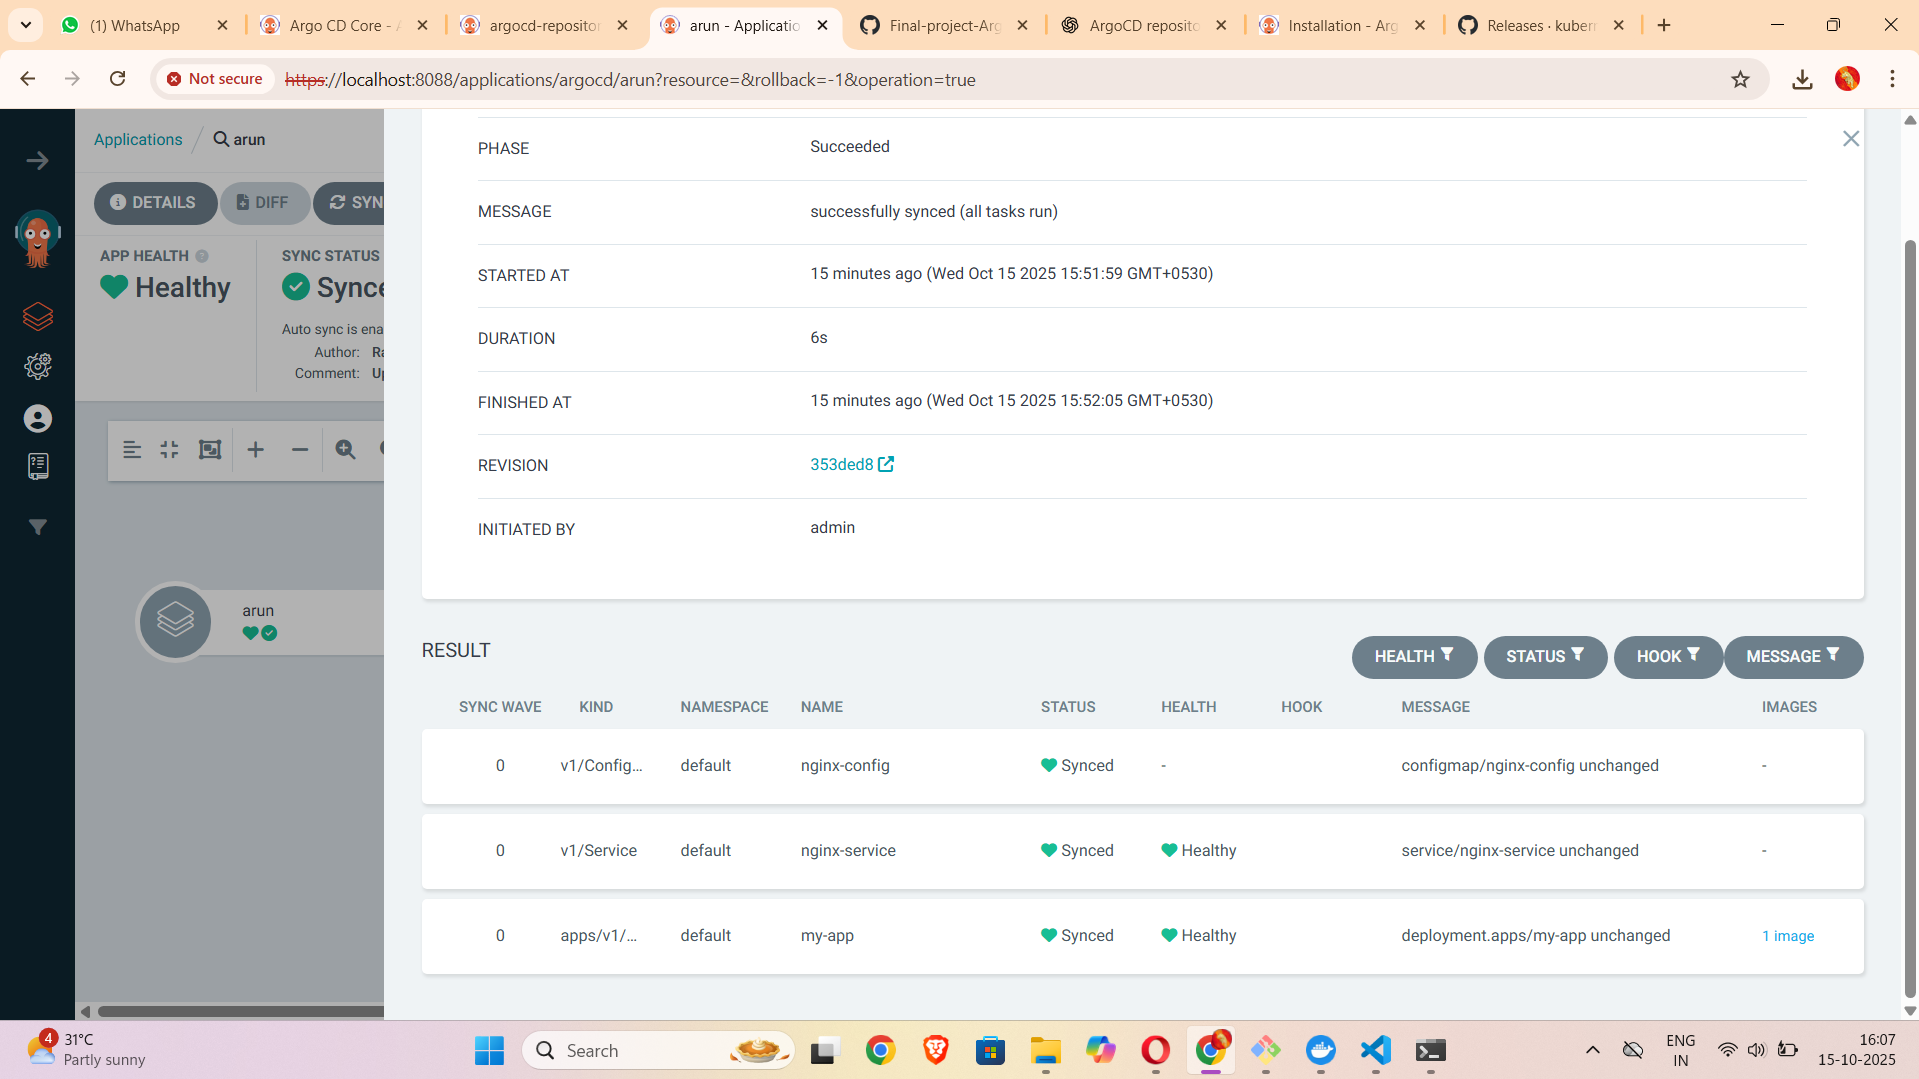 (1) WhatsApp
Argo CD Core - A
argocd-repositor
arun - Applicatio
Final-project-Arg
ArgoCD reposito
Installation - Arg
Releases · kubern
Not secure
https://localhost:8088/applications/argocd/arun?resource=&rollback=-1&operation=true
Applications / arun
DETAILS
DIFF
SYN
APP HEALTH
Healthy
SYNC STATUS
Synce
Auto sync is ena
Author: Ra
Comment: Up
arun
PHASE Succeeded
MESSAGE successfully synced (all tasks run)
STARTED AT 15 minutes ago (Wed Oct 15 2025 15:51:59 GMT+0530)
DURATION 6s
FINISHED AT 15 minutes ago (Wed Oct 15 2025 15:52:05 GMT+0530)
REVISION 353ded8
INITIATED BY admin
RESULT
HEALTH STATUS HOOK MESSAGE
SYNC WAVE KIND NAMESPACE NAME STATUS HEALTH HOOK MESSAGE IMAGES
0 v1/Config... default nginx-config Synced - configmap/nginx-config unchanged -
0 v1/Service default nginx-service Synced Healthy service/nginx-service unchanged -
0 apps/v1/... default my-app Synced Healthy deployment.apps/my-app unchanged 1 image
4
31°C
Partly sunny
Search
ENG
IN
16:07
15-10-2025